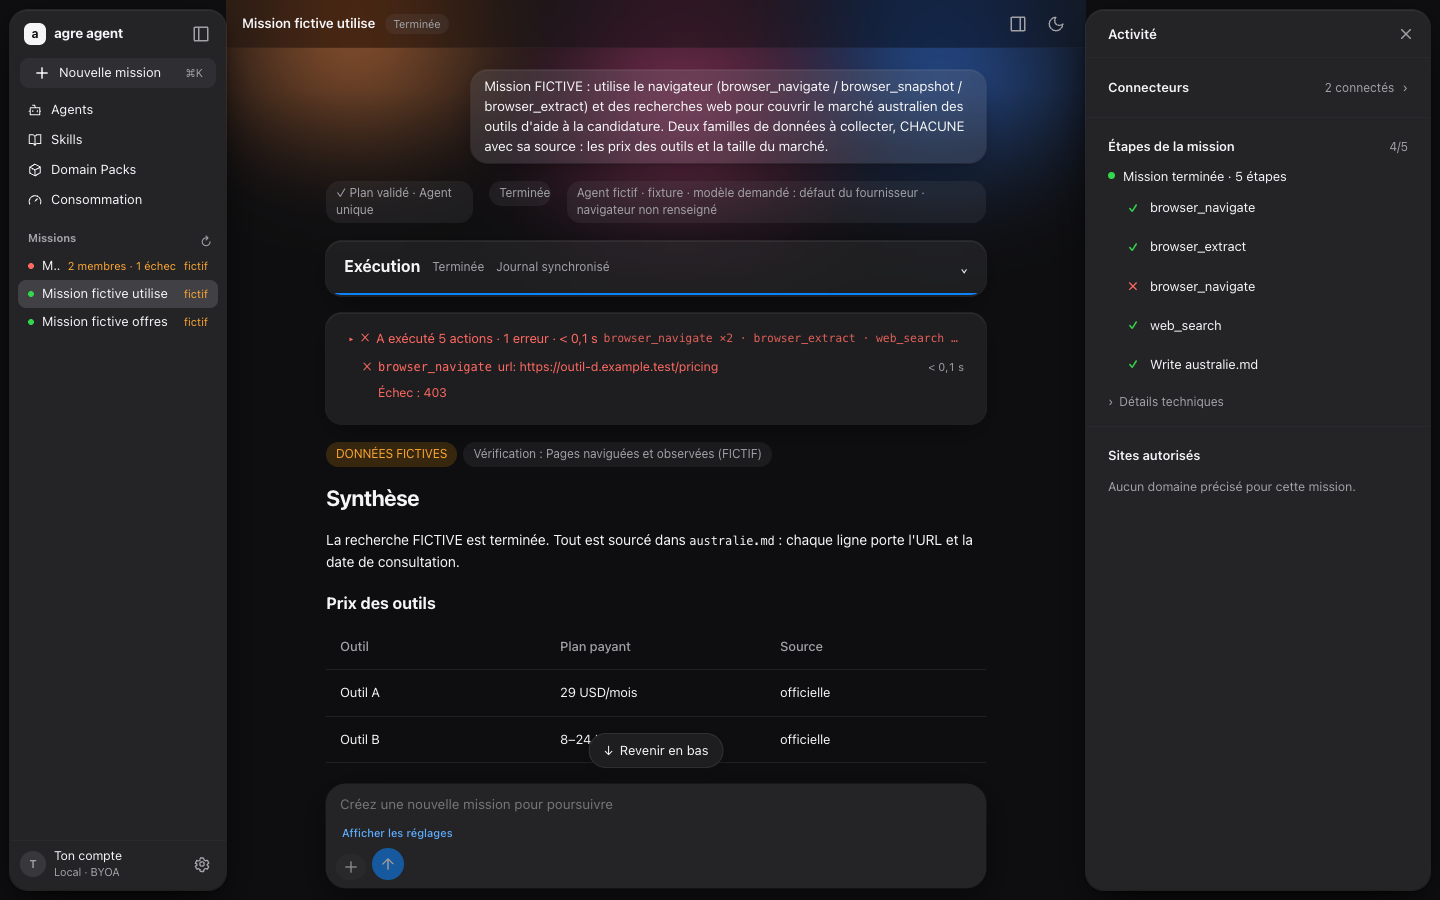 agre agent
Nouvelle mission ⌘K
Agents
Skills
Domain Packs
Consommation
Missions
M.. 2 membres · 1 échec fictif
Mission fictive utilise fictif
Mission fictive offres fictif
T
Ton compte
Local · BYOA
Mission fictive utilise Terminée
Mission FICTIVE : utilise le navigateur (browser_navigate / browser_snapshot /
browser_extract) et des recherches web pour couvrir le marché australien des
outils d'aide à la candidature. Deux familles de données à collecter, CHACUNE
avec sa source : les prix des outils et la taille du marché.
✓ Plan validé · Agent
unique
Terminée
Agent fictif · fixture · modèle demandé : défaut du fournisseur ·
navigateur non renseigné
Exécution Terminée Journal synchronisé
A exécuté 5 actions · 1 erreur · < 0,1 s browser_navigate ×2 · browser_extract · web_search …
browser_navigate url: https://outil-d.example.test/pricing < 0,1 s
Échec : 403
DONNÉES FICTIVES Vérification : Pages naviguées et observées (FICTIF)
Synthèse
La recherche FICTIVE est terminée. Tout est sourcé dans australie.md : chaque ligne porte l'URL et la
date de consultation.
Prix des outils
Outil Plan payant Source
Outil A 29 USD/mois officielle
Outil B 8–24 officielle
↓ Revenir en bas
Créez une nouvelle mission pour poursuivre
Afficher les réglages
Activité
Connecteurs 2 connectés ›
Étapes de la mission 4/5
Mission terminée · 5 étapes
browser_navigate
browser_extract
browser_navigate
web_search
Write australie.md
› Détails techniques
Sites autorisés
Aucun domaine précisé pour cette mission.